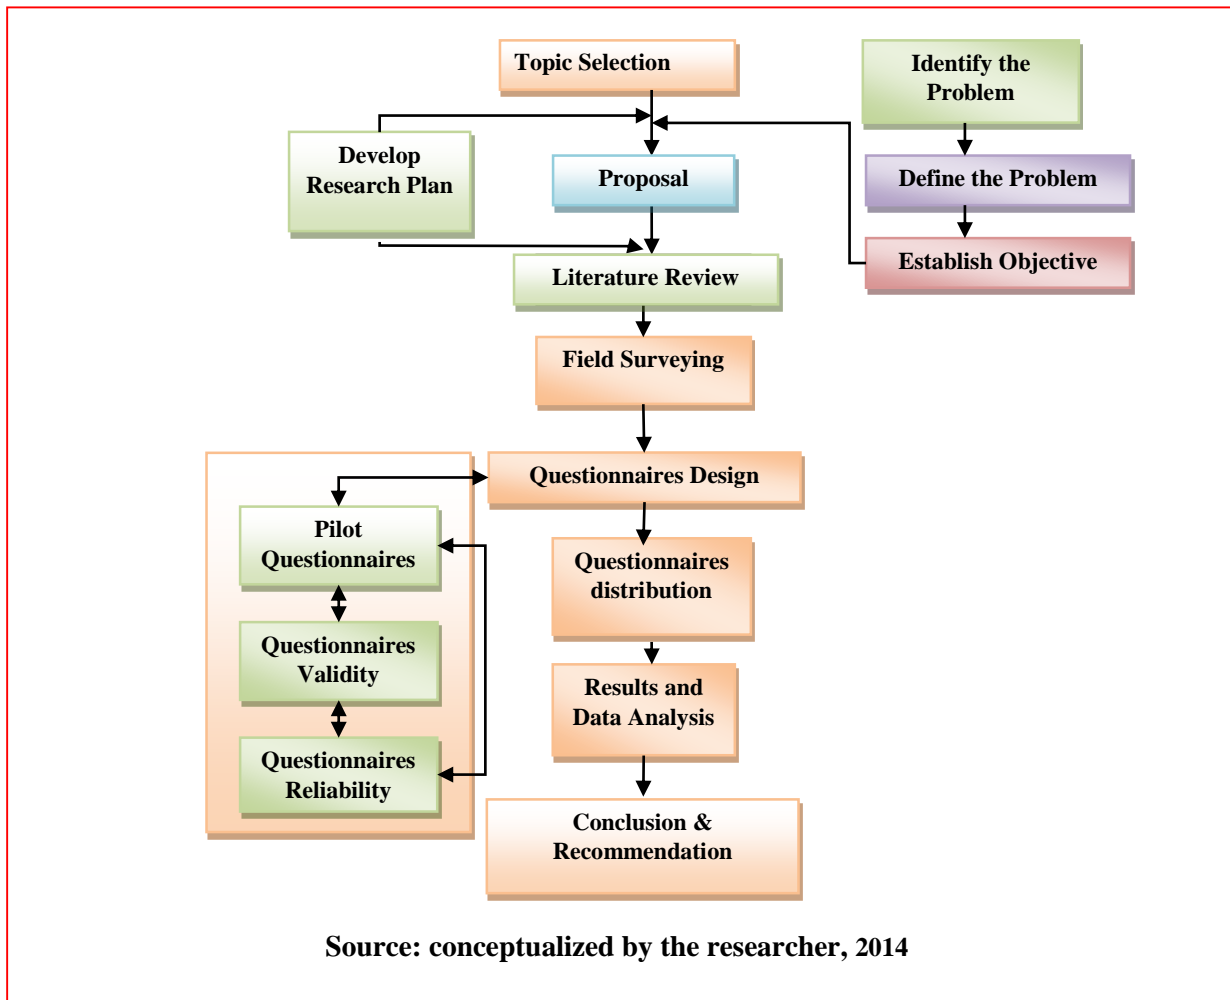 Topic Selection
Identify the
Problem
Develop
Research Plan
Proposal
Define the Problem
Literature Review
Establish Objective
Field Surveying
Questionnaires Design
Pilot
Questionnaires
Questionnaires
distribution
Questionnaires
Validity
Results and
Data Analysis
Questionnaires
Reliability
Conclusion &
Recommendation
Source: conceptualized by the researcher, 2014